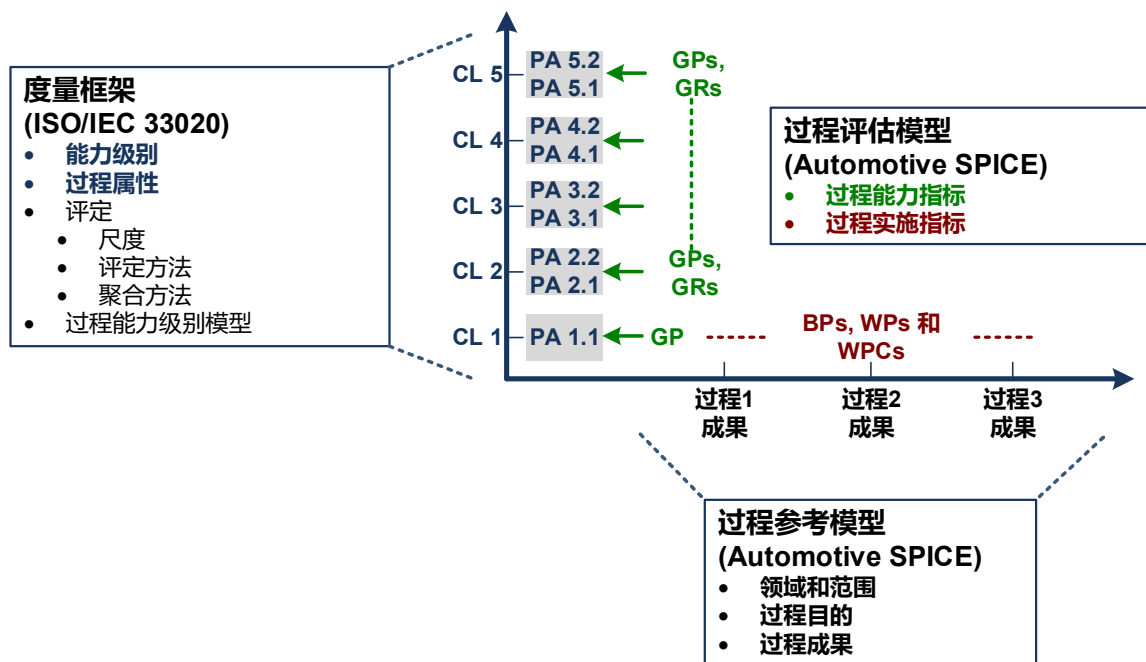 度量框架
(ISO/IEC 33020)
• 能力级别
• 过程属性
• 评定
• 尺度
• 评定方法
• 聚合方法
• 过程能力级别模型
CL 5
PA 5.2
PA 5.1
GPs,
GRs
CL 4
PA 4.2
PA 4.1
CL 3
PA 3.2
PA 3.1
CL 2
PA 2.2
PA 2.1
GPs,
GRs
CL 1
PA 1.1
GP
BPs, WPs 和
WPCs
过程1
成果
过程2
成果
过程3
成果
过程评估模型
(Automotive SPICE)
• 过程能力指标
• 过程实施指标
过程参考模型
(Automotive SPICE)
• 领域和范围
• 过程目的
• 过程成果